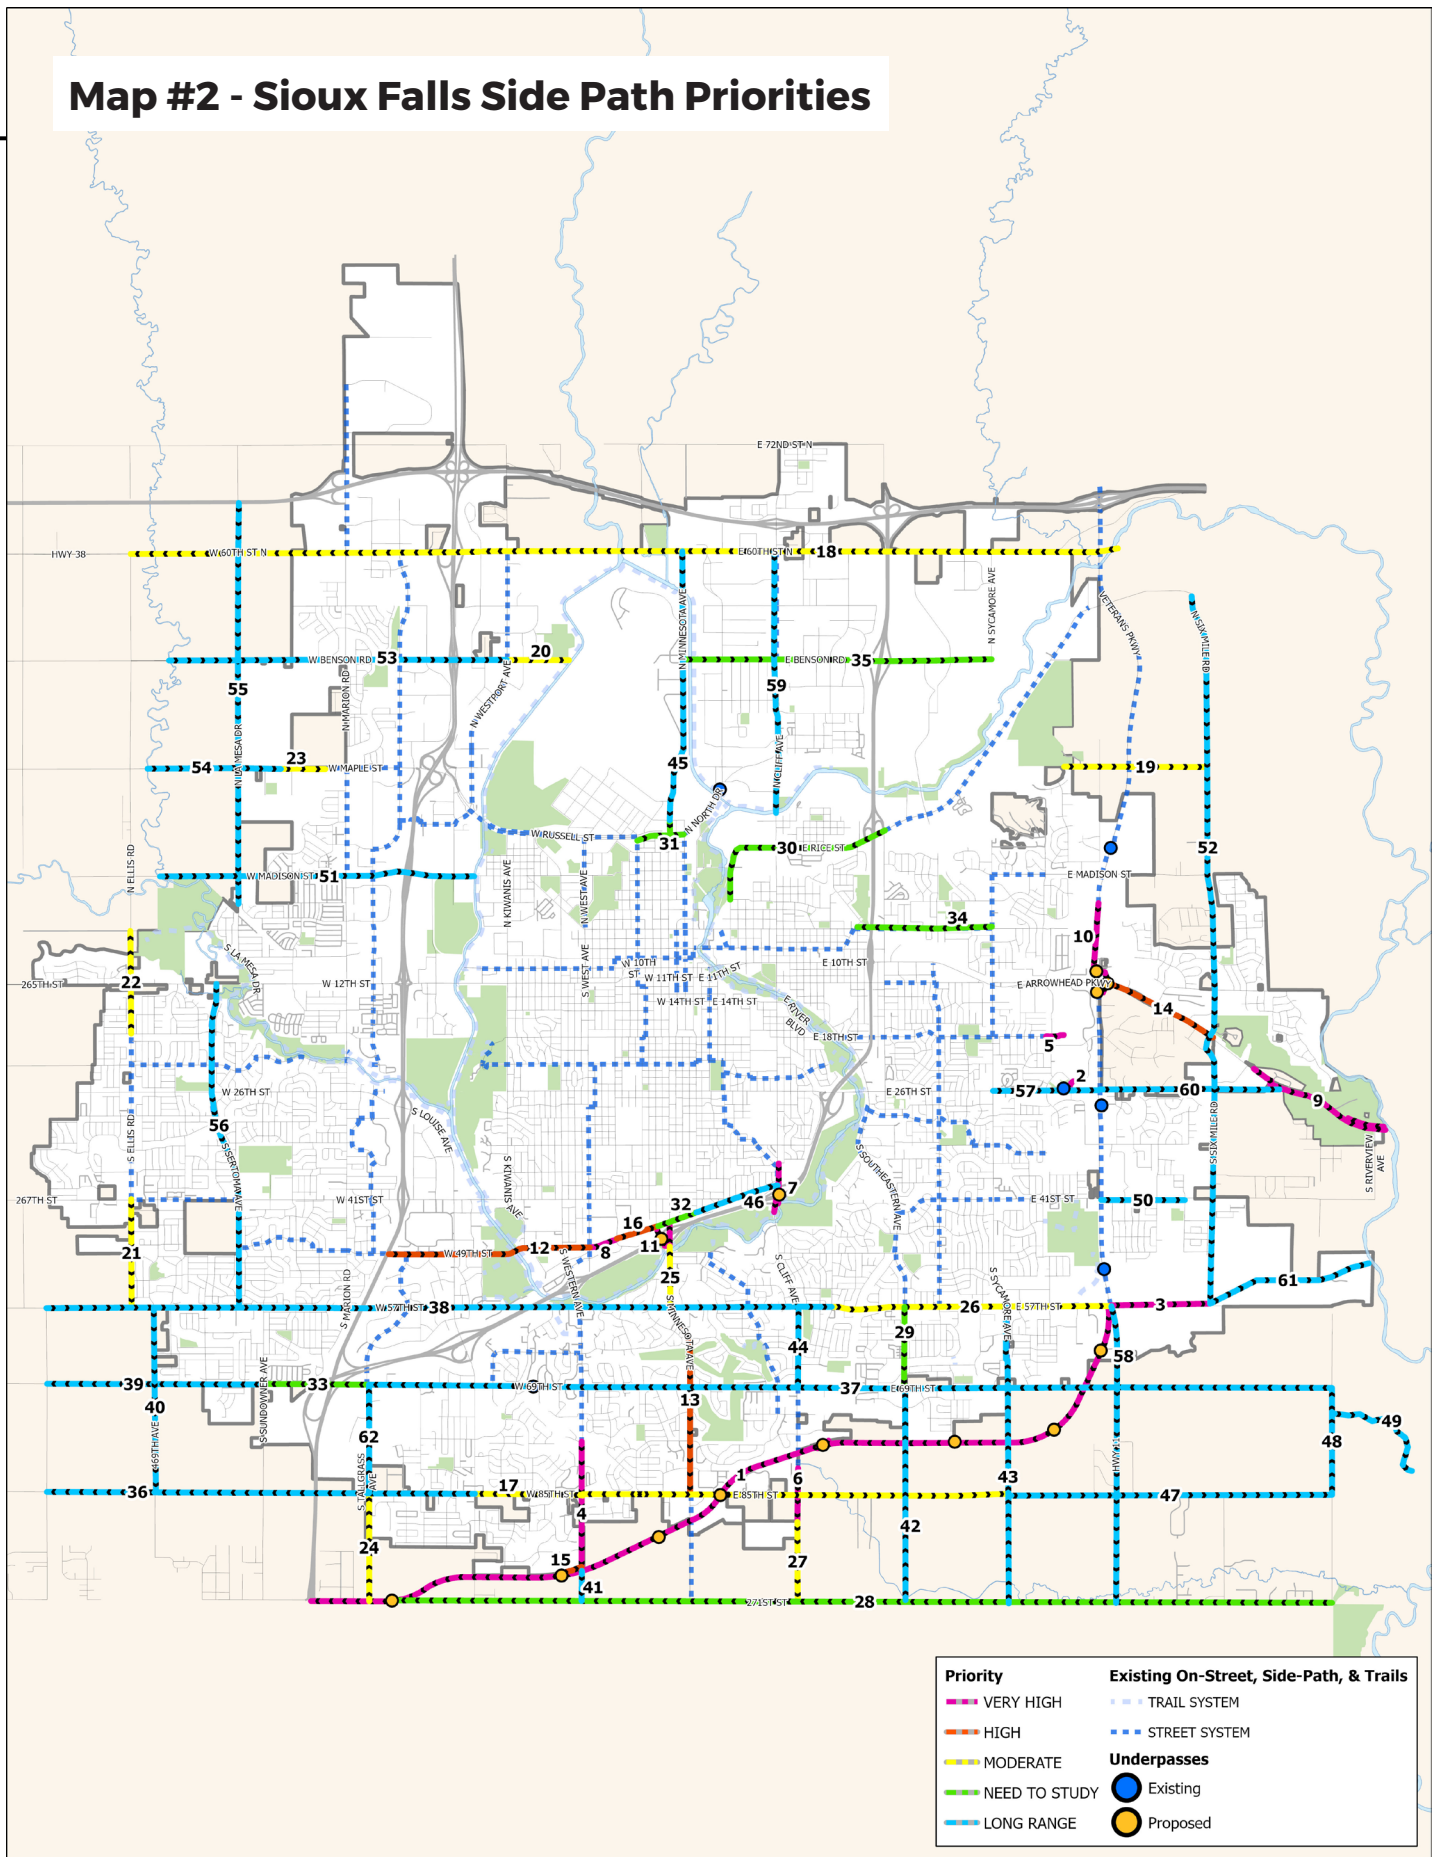 Map #2 - Sioux Falls Side Path Priorities
E 72ND ST N
HWY 38
W 60TH ST N
E 60TH ST N
18
N SYCAMORE AVE
VETERANS PKWY
N SIX MILE RD
N MINNESOTA AVE
W BENSON RD
53
20
E BENSON RD
35
55
59
N MARION RD
N WESTPORT AVE
N LA MESA DR
N CLIFF AVE
54
23
W MAPLE ST
45
19
N NORTH DR
W RUSSELL ST
31
30
E RICE ST
52
N ELLIS RD
W MADISON ST
51
E MADISON ST
N KIWANIS AVE
N WEST AVE
34
10
S LA MESA DR
S WEST AVE
W 10TH
ST
W 11TH ST
E 11TH ST
E 10TH ST
265TH ST
22
W 12TH ST
E ARROWHEAD PKWY
W 14TH ST
E 14TH ST
E RIVER
BLVD
14
E 18TH ST
5
2
W 26TH ST
E 26TH ST
57
60
9
56
S LOUISE AVE
S ELLIS RD
S SERTOMA AVE
S SOUTHEASTERN AVE
S SIX MILE RD
S RIVERVIEW
AVE
267TH ST
W 41ST ST
S KIWANIS AVE
7
46
32
E 41ST ST
50
16
11
21
W 49TH ST
12
8
25
S WESTERN AVE
S CLIFF AVE
S SYCAMORE AVE
61
S MARION RD
W 57TH ST
38
S MINNESOTA AVE
26
E 57TH ST
3
29
44
58
39
33
S SUNDOWNER AVE
W 69TH ST
37
E 69TH ST
40
13
469TH AVE
62
49
48
S TALLGRASS
AVE
HWY 11
36
17
W 85TH ST
1
6
E 85TH ST
43
47
4
42
24
15
27
41
271ST ST
28
Priority
VERY HIGH
HIGH
MODERATE
NEED TO STUDY
LONG RANGE
Existing On-Street, Side-Path, & Trails
TRAIL SYSTEM
STREET SYSTEM
Underpasses
Existing
Proposed